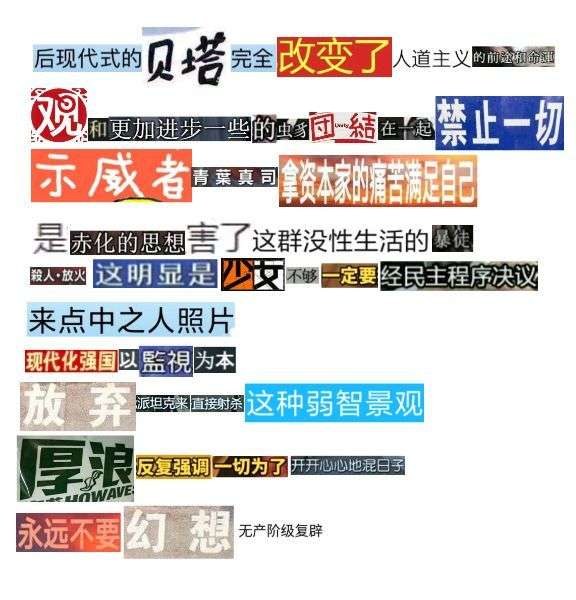 后现代式的贝塔完全改变了人道主义的前途和命運
观和更加进步一些的虫豸団結在一起禁止一切
示威者青葉真司拿资本家的痛苦满足自己
是赤化的思想害了这群没性生活的暴徒
殺人·放火这明显是少女不够一定要经民主程序决议
来点中之人照片
现代化强国以監視为本
放弃派坦克来直接射杀这种弱智景观
厚浪HOWAVES反复强调一切为了开开心心地混日子
永远不要幻想无产阶级复辟